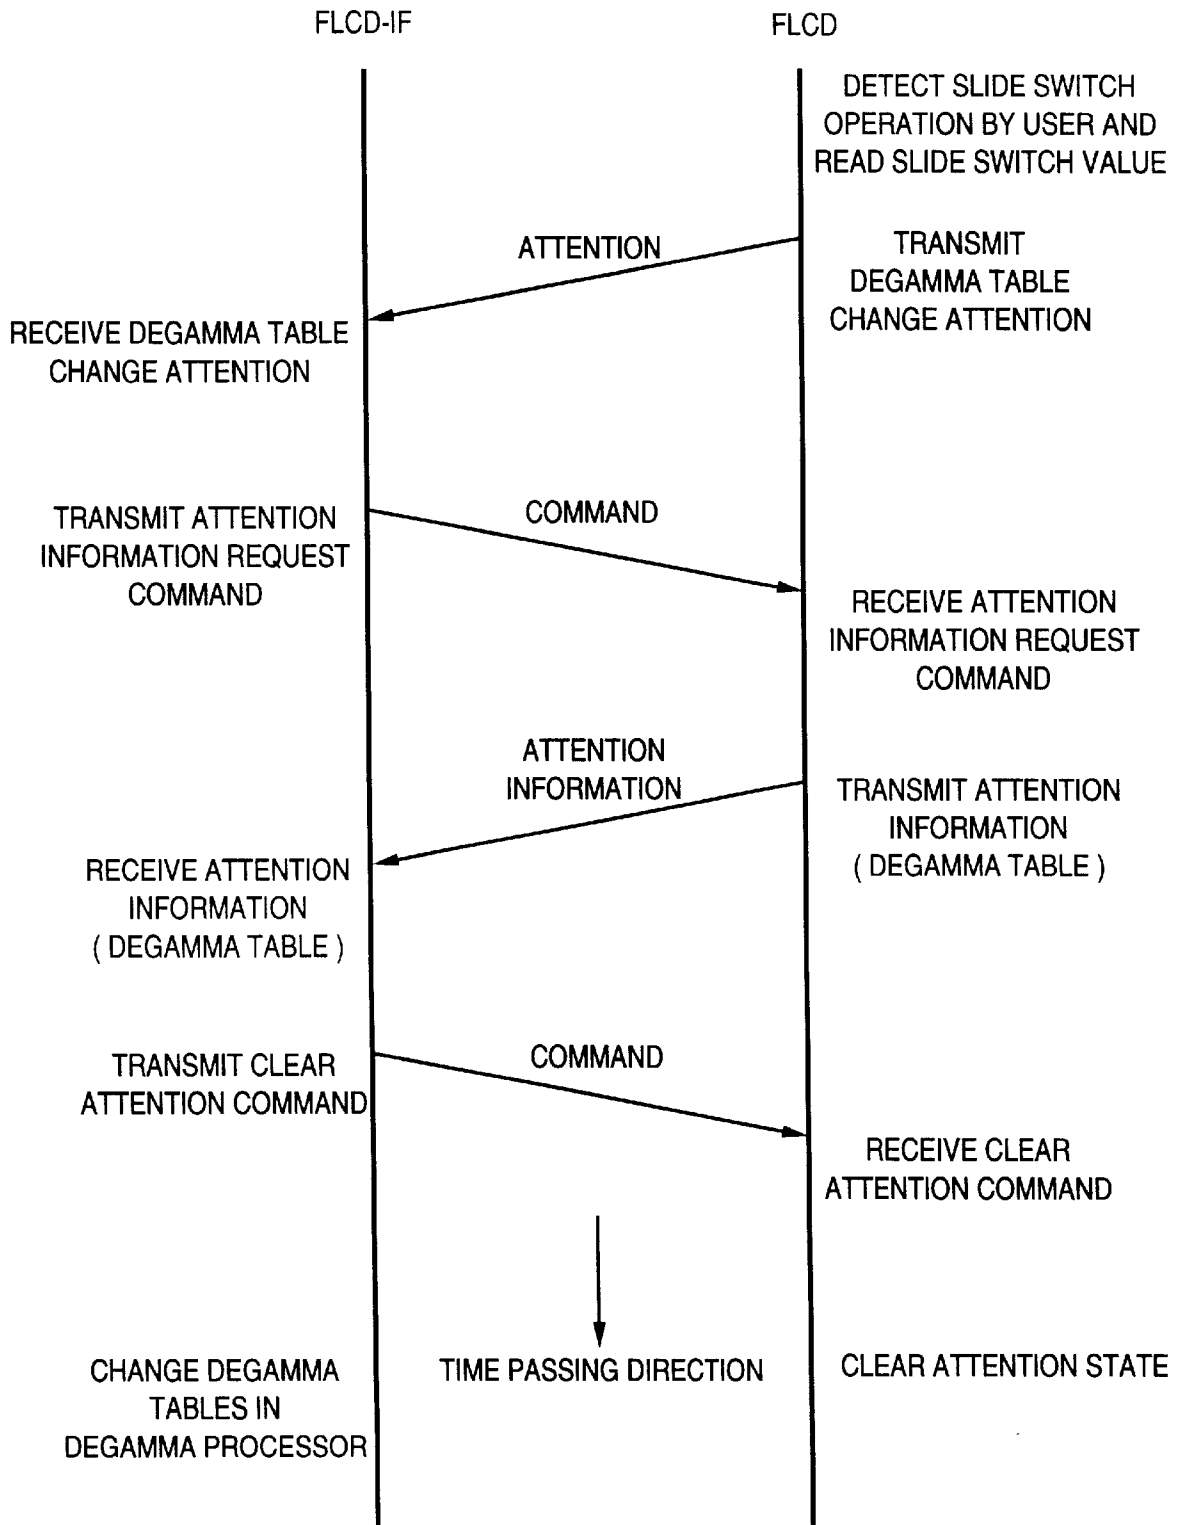 FLCD-IF
FLCD
DETECT SLIDE SWITCH
OPERATION BY USER AND
READ SLIDE SWITCH VALUE
ATTENTION
TRANSMIT
DEGAMMA TABLE
CHANGE ATTENTION
RECEIVE DEGAMMA TABLE
CHANGE ATTENTION
TRANSMIT ATTENTION
INFORMATION REQUEST
COMMAND
COMMAND
RECEIVE ATTENTION
INFORMATION REQUEST
COMMAND
ATTENTION
INFORMATION
TRANSMIT ATTENTION
INFORMATION
( DEGAMMA TABLE )
RECEIVE ATTENTION
INFORMATION
( DEGAMMA TABLE )
TRANSMIT CLEAR
ATTENTION COMMAND
COMMAND
RECEIVE CLEAR
ATTENTION COMMAND
CHANGE DEGAMMA
TABLES IN
DEGAMMA PROCESSOR
TIME PASSING DIRECTION
CLEAR ATTENTION STATE